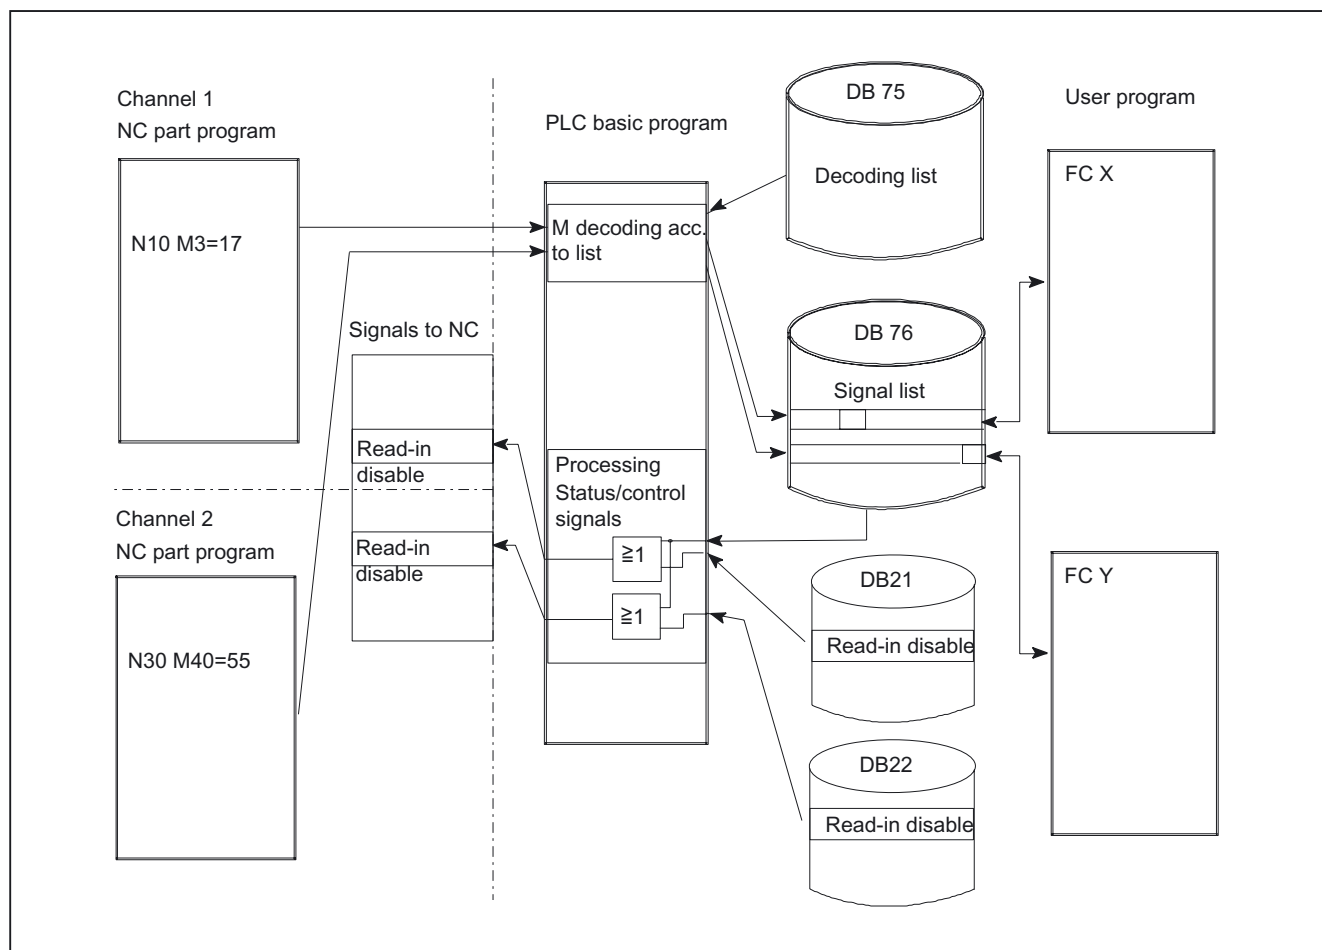 Channel 1
NC part program
N10 M3=17
Channel 2
NC part program
N30 M40=55
Signals to NC
Read-in
disable
Read-in
disable
PLC basic program
M decoding acc.
to list
Processing
Status/control
signals
≧1
≧1
DB 75
Decoding list
DB 76
Signal list
DB21
Read-in disable
DB22
Read-in disable
User program
FC X
FC Y